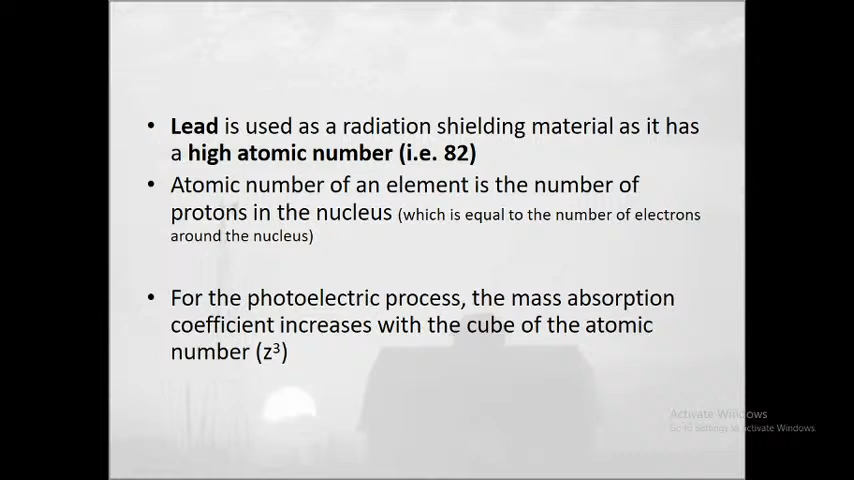 • Lead is used as a radiation shielding material as it has
a high atomic number (i.e. 82)
• Atomic number of an element is the number of
protons in the nucleus (which is equal to the number of electrons
around the nucleus)
• For the photoelectric process, the mass absorption
coefficient increases with the cube of the atomic
number (z³)
Activate Windows
Go to Settings to activate Windows.